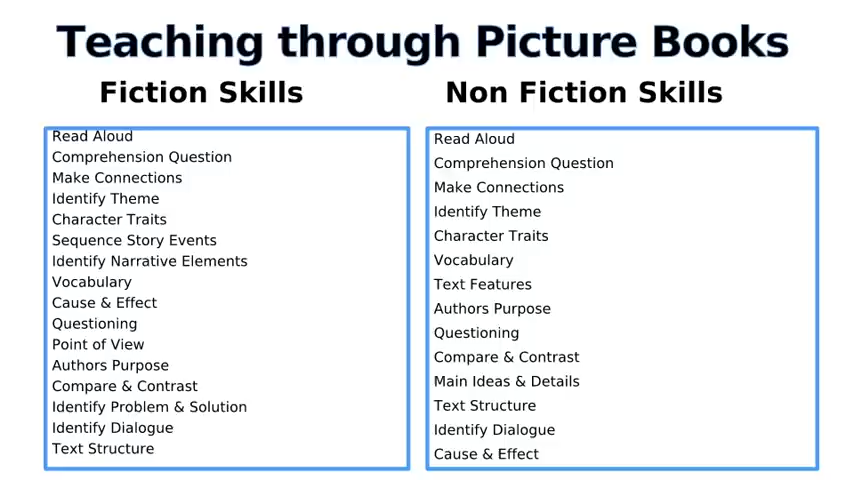 Teaching through Picture Books
Fiction Skills
Read Aloud
Comprehension Question
Make Connections
Identify Theme
Character Traits
Sequence Story Events
Identify Narrative Elements
Vocabulary
Cause & Effect
Questioning
Point of View
Authors Purpose
Compare & Contrast
Identify Problem & Solution
Identify Dialogue
Text Structure
Non Fiction Skills
Read Aloud
Comprehension Question
Make Connections
Identify Theme
Character Traits
Vocabulary
Text Features
Authors Purpose
Questioning
Compare & Contrast
Main Ideas & Details
Text Structure
Identify Dialogue
Cause & Effect